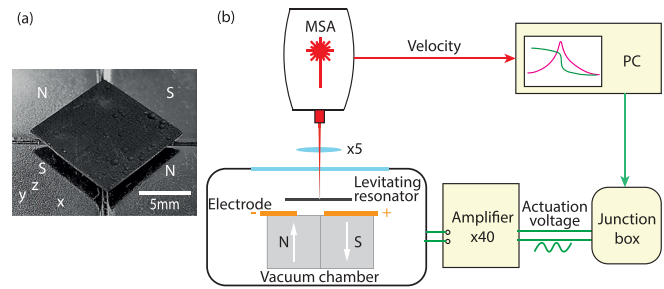 (a)
N
S
S
N
y
z
x
5mm
(b)
MSA
Velocity
PC
x5
Levitating
resonator
Electrode
-
+
N
S
Vacuum chamber
Amplifier
x40
Actuation
voltage
Junction
box